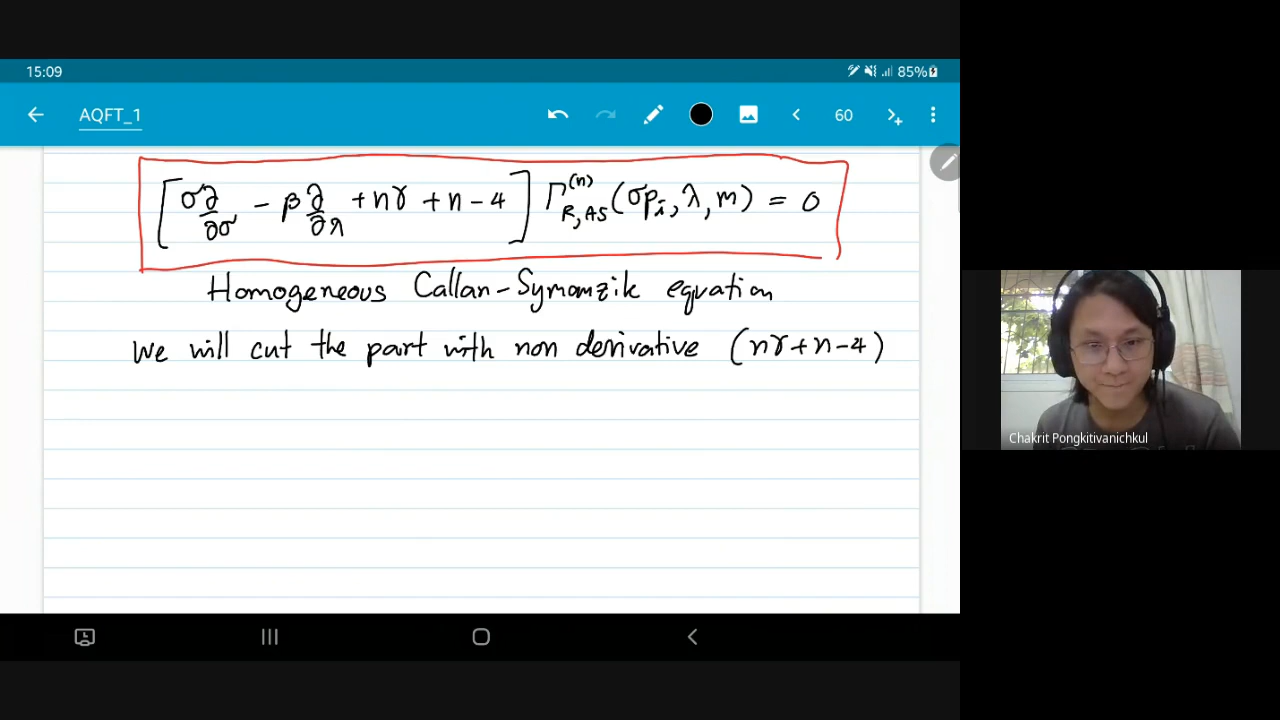 15:09
85%
AQFT_1
60
[σ∂/∂σ - β∂/∂λ + nγ + n - 4] Γ^(n)_R,AS (σp_i, λ, m) = 0
Homogeneous Callan-Symanzik equation
We will cut the part with non derivative (nγ+n-4)
Chakrit Pongkitivanichkul